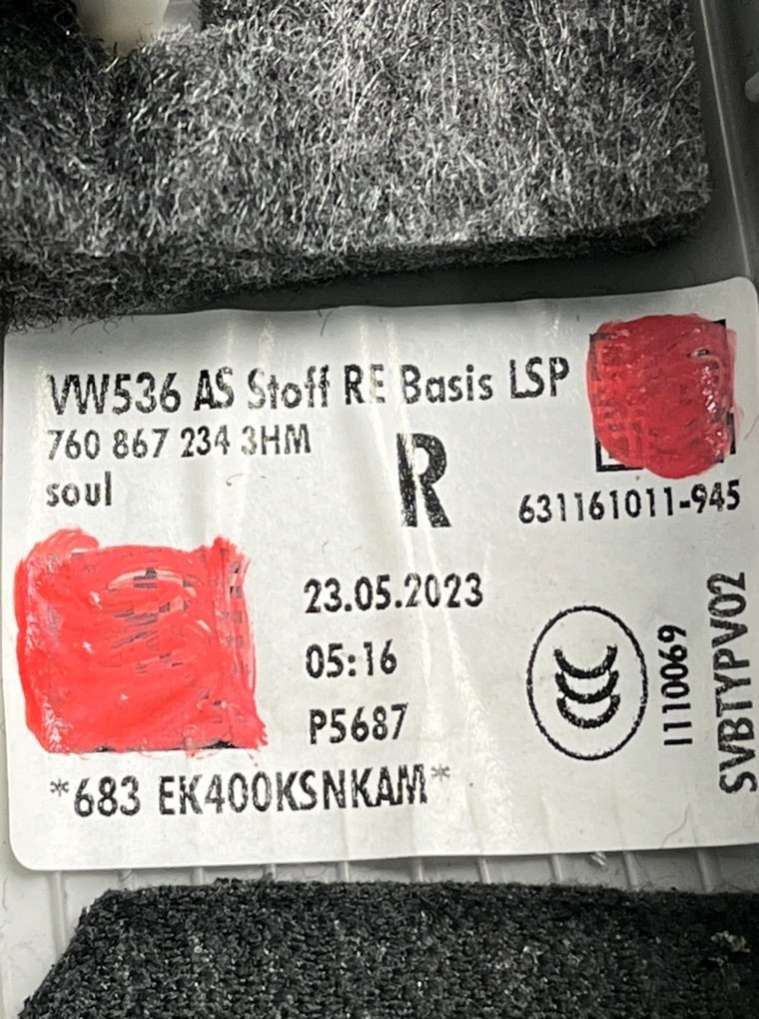 VW536 AS Stoff RE Basis LSP
760 867 234 3HM
soul
R
631161011-945
23.05.2023
05:16
P5687
1110069
SVBTYPV02
*683 EK400KSNKAM*